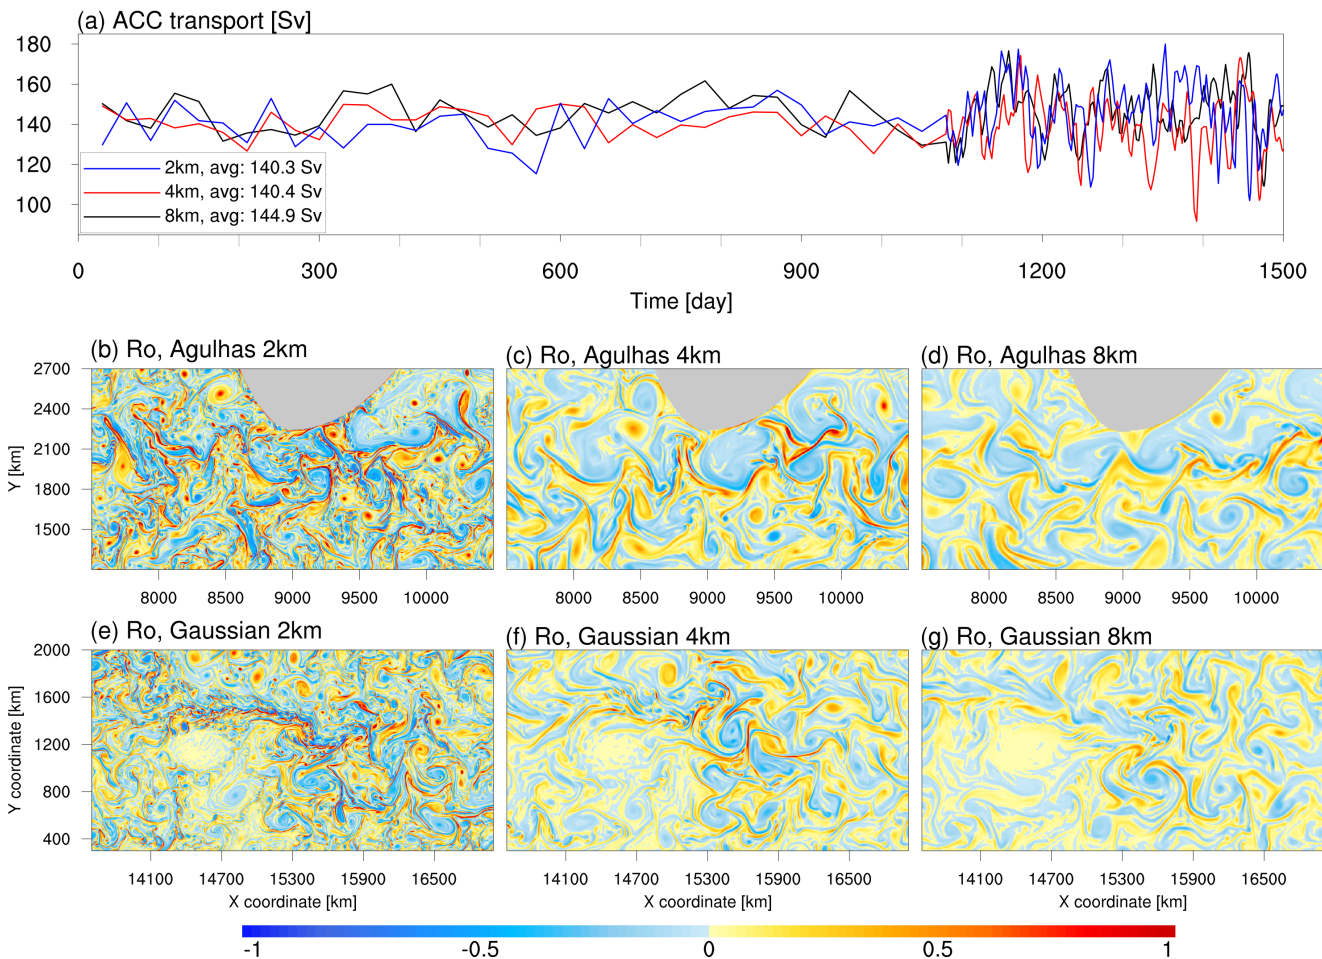 (a) ACC transport [Sv]
180
160
140
120
100
2km, avg: 140.3 Sv
4km, avg: 140.4 Sv
8km, avg: 144.9 Sv
0 300 600 900 1200 1500
Time [day]
(b) Ro, Agulhas 2km
(c) Ro, Agulhas 4km
(d) Ro, Agulhas 8km
2700
2400
2100
1800
1500
Y [km]
8000 8500 9000 9500 10000
8000 8500 9000 9500 10000
8000 8500 9000 9500 10000
(e) Ro, Gaussian 2km
(f) Ro, Gaussian 4km
(g) Ro, Gaussian 8km
2000
1600
1200
800
400
Y coordinate [km]
14100 14700 15300 15900 16500
14100 14700 15300 15900 16500
14100 14700 15300 15900 16500
X coordinate [km]
X coordinate [km]
X coordinate [km]
-1 -0.5 0 0.5 1